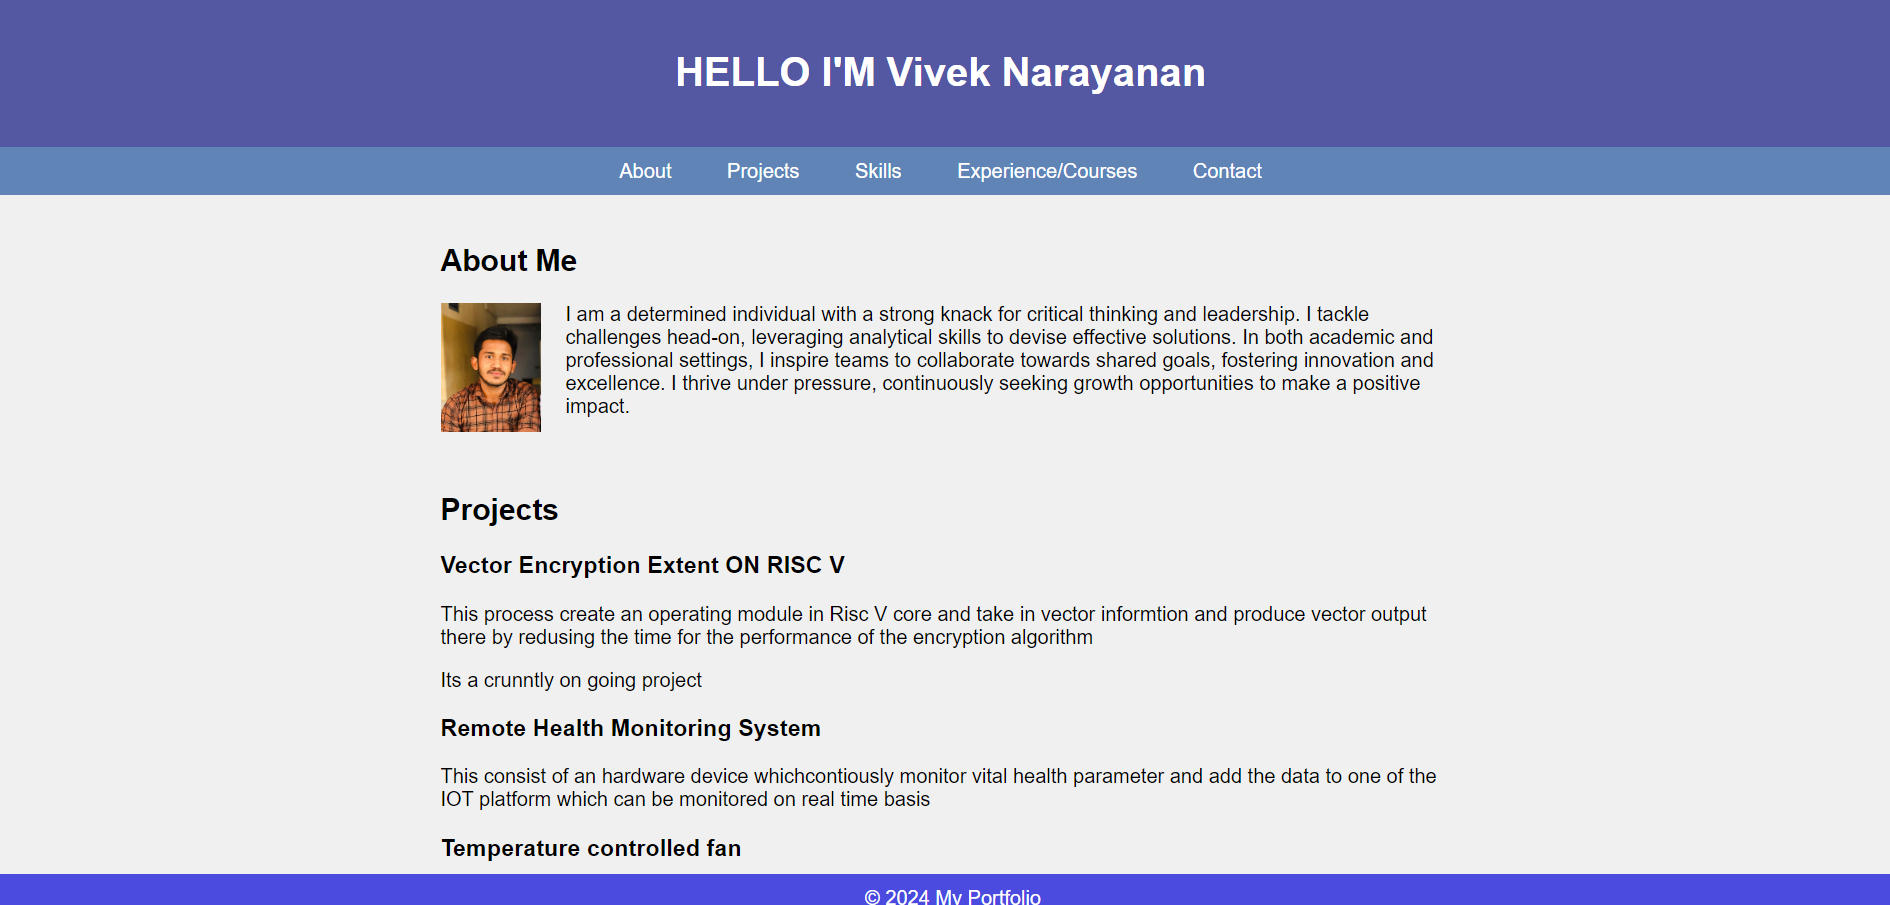 HELLO I'M Vivek Narayanan
About Projects Skills Experience/Courses Contact
About Me
I am a determined individual with a strong knack for critical thinking and leadership. I tackle
challenges head-on, leveraging analytical skills to devise effective solutions. In both academic and
professional settings, I inspire teams to collaborate towards shared goals, fostering innovation and
excellence. I thrive under pressure, continuously seeking growth opportunities to make a positive
impact.
Projects
Vector Encryption Extent ON RISC V
This process create an operating module in Risc V core and take in vector informtion and produce vector output
there by redusing the time for the performance of the encryption algorithm
Its a crunntly on going project
Remote Health Monitoring System
This consist of an hardware device whichcontiously monitor vital health parameter and add the data to one of the
IOT platform which can be monitored on real time basis
Temperature controlled fan
© 2024 My Portfolio